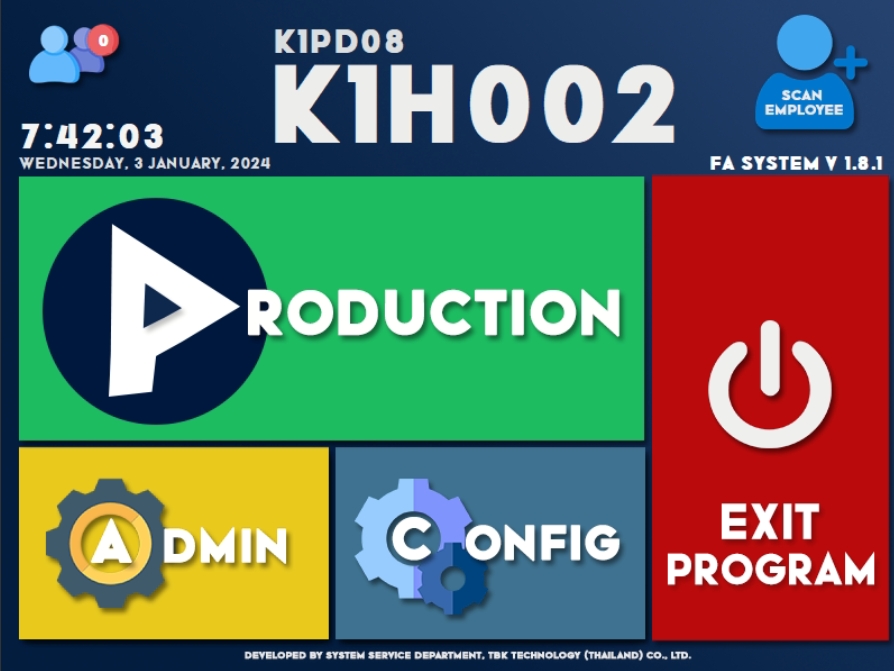 0
K1PD08
K1H002
SCAN
EMPLOYEE
7:42:03
WEDNESDAY, 3 JANUARY, 2024
FA SYSTEM V 1.8.1
PRODUCTION
EXIT
PROGRAM
ADMIN
CONFIG
DEVELOPED BY SYSTEM SERVICE DEPARTMENT, TBK TECHNOLOGY (THAILAND) CO., LTD.